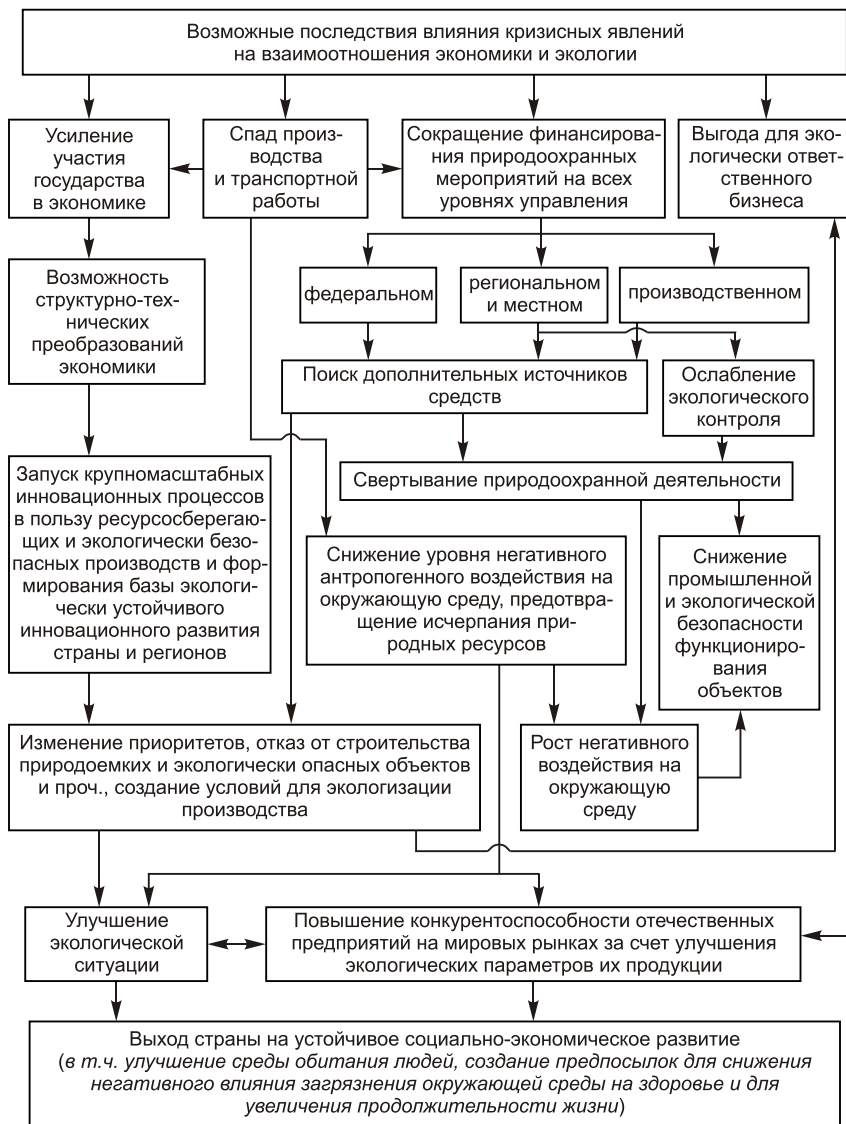 Возможные последствия влияния кризисных явлений
на взаимоотношения экономики и экологии
Усиление
участия
государства
в экономике
Спад произ-
водства
и транспортной
работы
Сокращение финансирова-
ния природоохранных
мероприятий на всех
уровнях управления
Выгода для эко-
логически ответ-
ственного
бизнеса
Возможность
структурно-тех-
нических
преобразований
экономики
федеральном
региональном
и местном
производственном
Поиск дополнительных источников
средств
Ослабление
экологического
контроля
Запуск крупномасштабных
инновационных процессов
в пользу ресурсосберегаю-
щих и экологически безо-
пасных производств и фор-
мирования базы экологи-
чески устойчивого
инновационного развития
страны и регионов
Свертывание природоохранной деятельности
Снижение уровня негативного
антропогенного воздействия на
окружающую среду, предотвра-
щение исчерпания при-
родных ресурсов
Снижение
промышленной
и экологической
безопасности
функциониро-
вания
объектов
Изменение приоритетов, отказ от строительства
природоемких и экологически опасных объектов
и проч., создание условий для экологизации
производства
Рост негативного
воздействия на
окружающую
среду
Улучшение
экологической
ситуации
Повышение конкурентоспособности отечественных
предприятий на мировых рынках за счет улучшения
экологических параметров их продукции
Выход страны на устойчивое социально-экономическое развитие
(в т.ч. улучшение среды обитания людей, создание предпосылок для снижения
негативного влияния загрязнения окружающей среды на здоровье и для
увеличения продолжительности жизни)